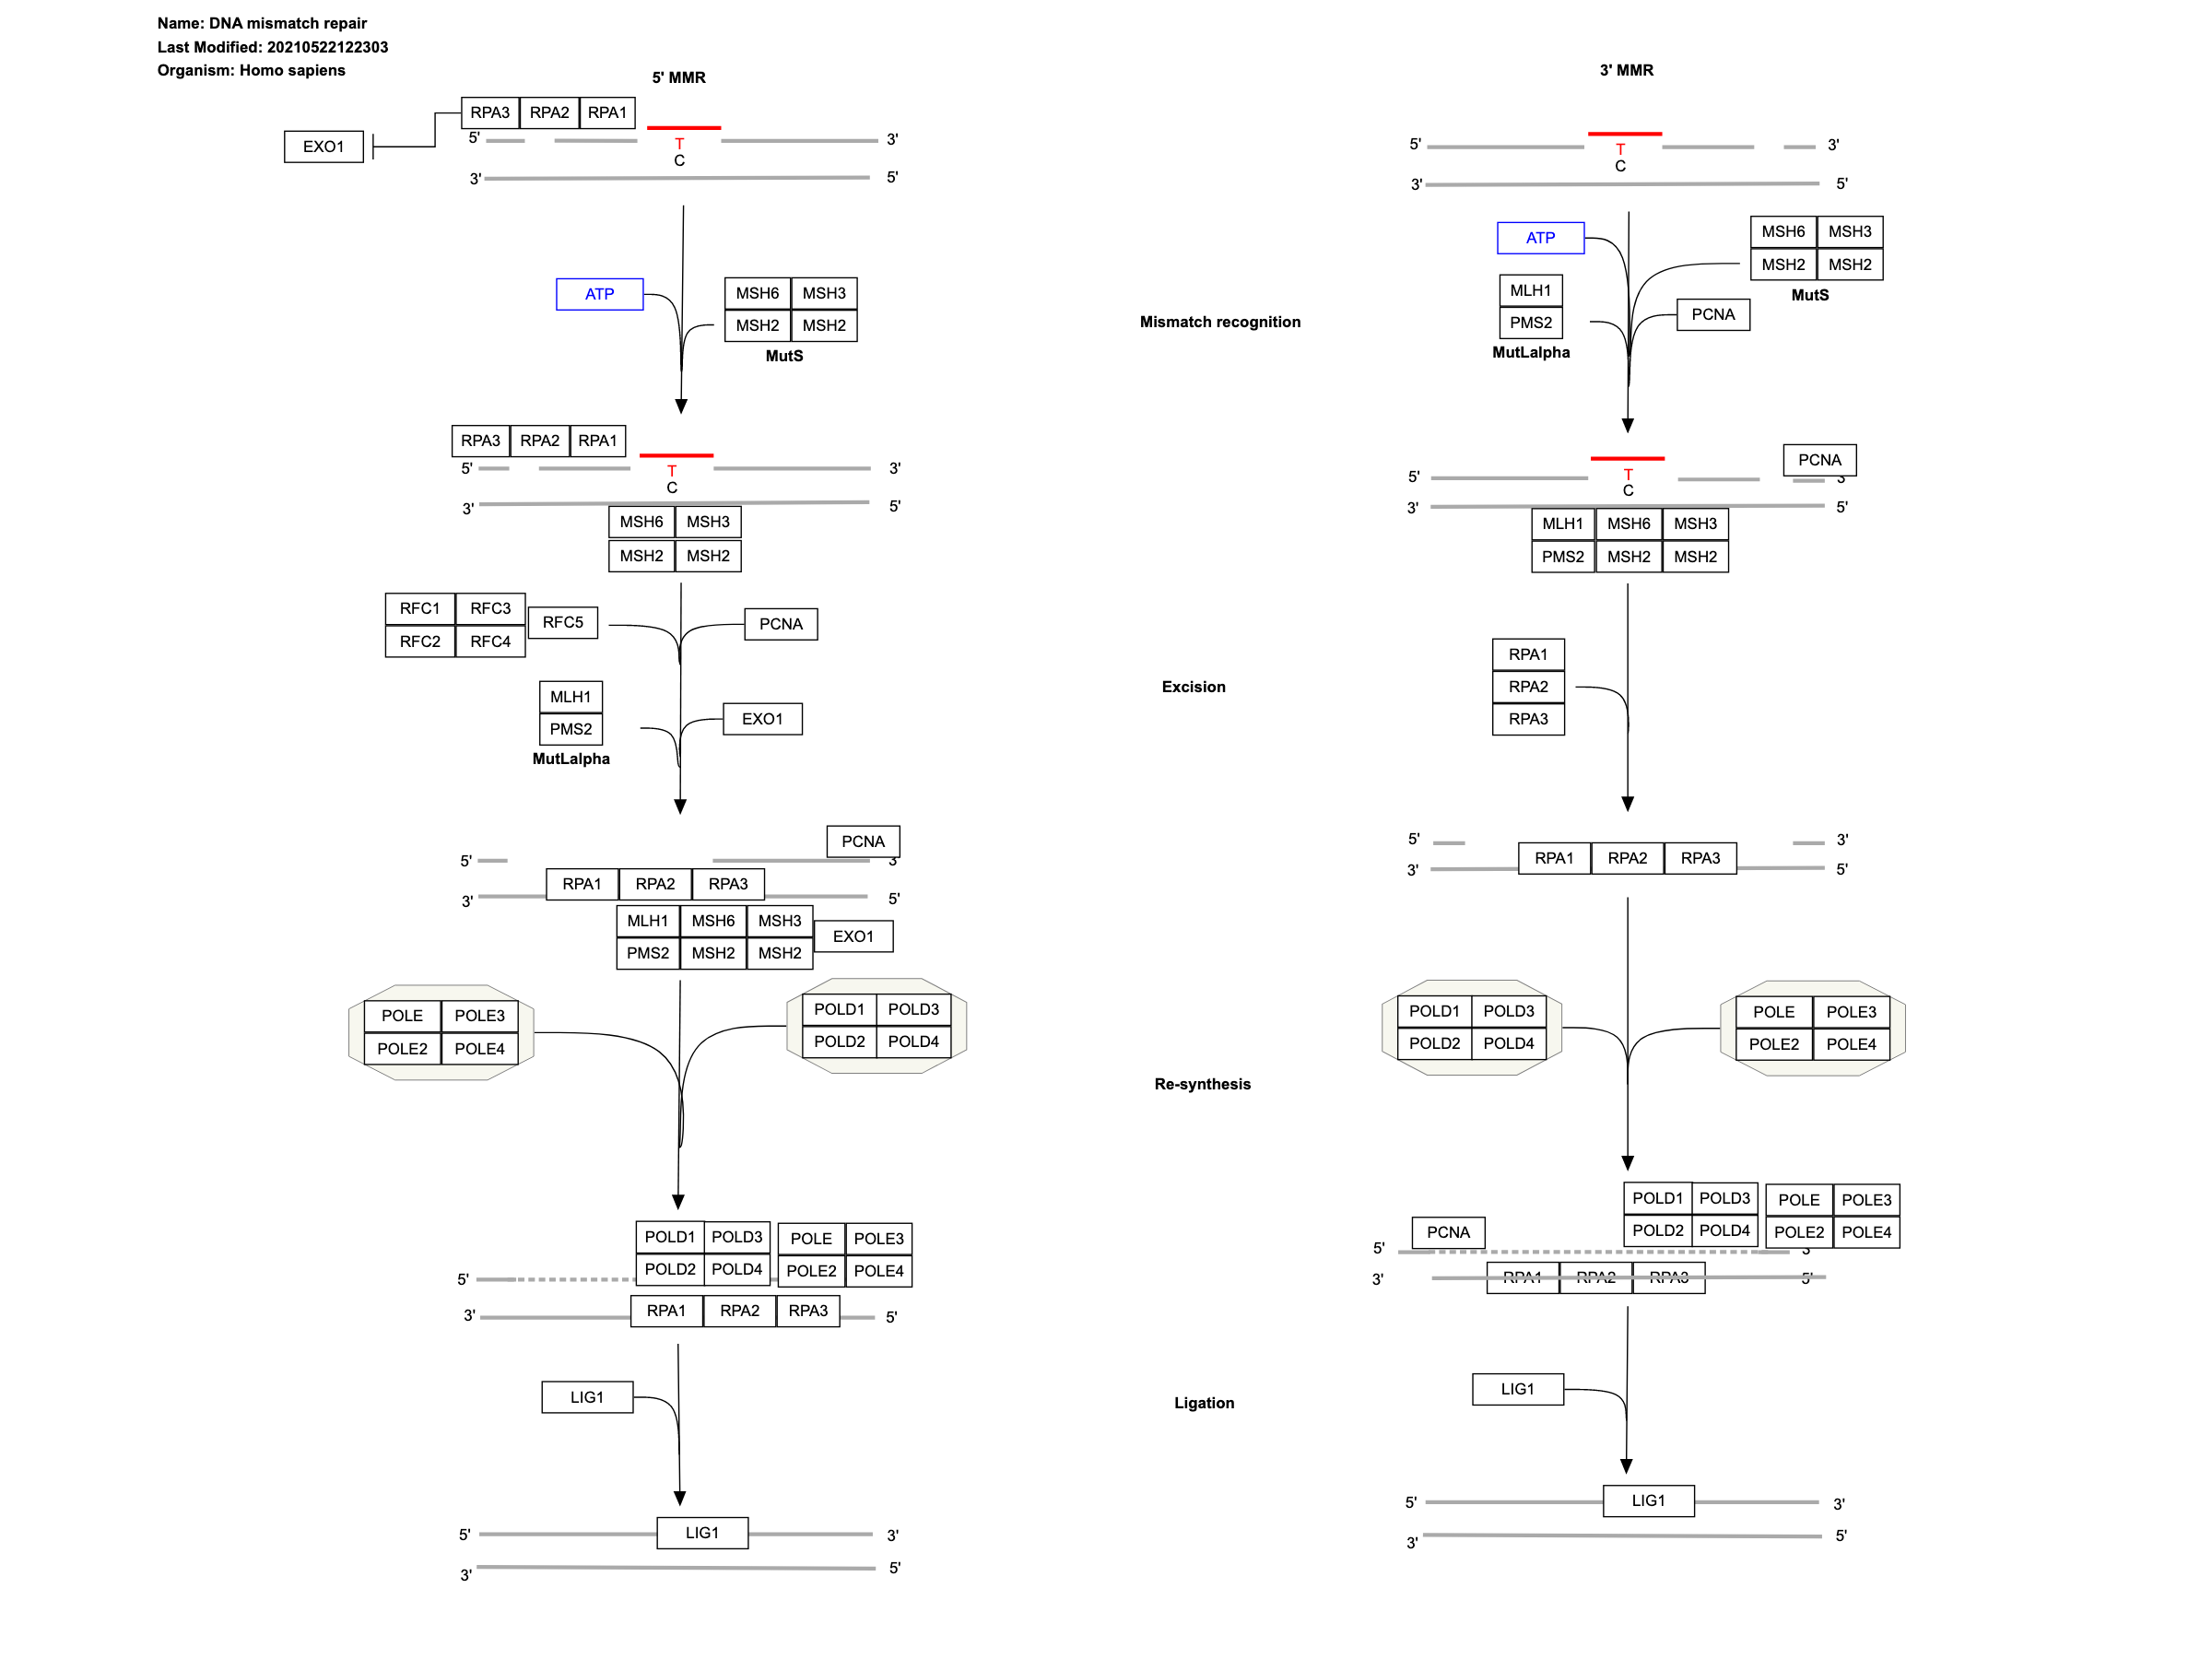 Name: DNA mismatch repair
Last Modified: 20210522122303
Organism: Homo sapiens
5' MMR
RPA3 RPA2 RPA1
EXO1
5' T 3'
C
3' 5'
ATP
MSH6 MSH3
MSH2 MSH2
MutS
RPA3 RPA2 RPA1
5' T 3'
C
3' 5'
MSH6 MSH3
MSH2 MSH2
RFC1 RFC3
RFC2 RFC4
RFC5
PCNA
MLH1
PMS2
MutLalpha
EXO1
PCNA
5' 3'
RPA1 RPA2 RPA3
3' 5'
MLH1 MSH6 MSH3
PMS2 MSH2 MSH2
EXO1
POLE POLE3
POLE2 POLE4
POLD1 POLD3
POLD2 POLD4
POLD1 POLD3
POLD2 POLD4
POLE POLE3
POLE2 POLE4
5'
RPA1 RPA2 RPA3
3' 5'
LIG1
5' LIG1 3'
3' 5'
Mismatch recognition
Excision
Re-synthesis
Ligation
3' MMR
5' T 3'
C
3' 5'
ATP
MSH6 MSH3
MSH2 MSH2
MutS
MLH1
PMS2
MutLalpha
PCNA
PCNA
5' T 3'
C
3' 5'
MLH1 MSH6 MSH3
PMS2 MSH2 MSH2
RPA1
RPA2
RPA3
5' 3'
RPA1 RPA2 RPA3
3' 5'
POLD1 POLD3
POLD2 POLD4
POLE POLE3
POLE2 POLE4
POLD1 POLD3
POLD2 POLD4
POLE POLE3
POLE2 POLE4
PCNA
5' 3'
3' RPA1 RPA2 RPA3 5'
LIG1
5' LIG1 3'
3' 5'